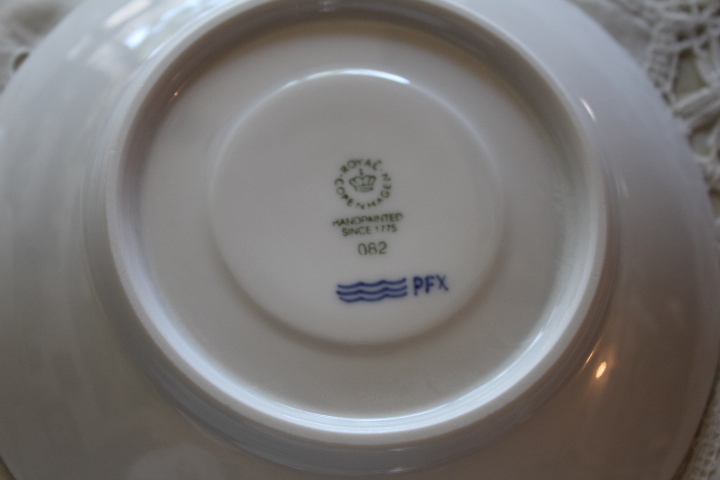 ROYAL
COPENHAGEN
HANDPAINTED
SINCE 1775
082
PFX